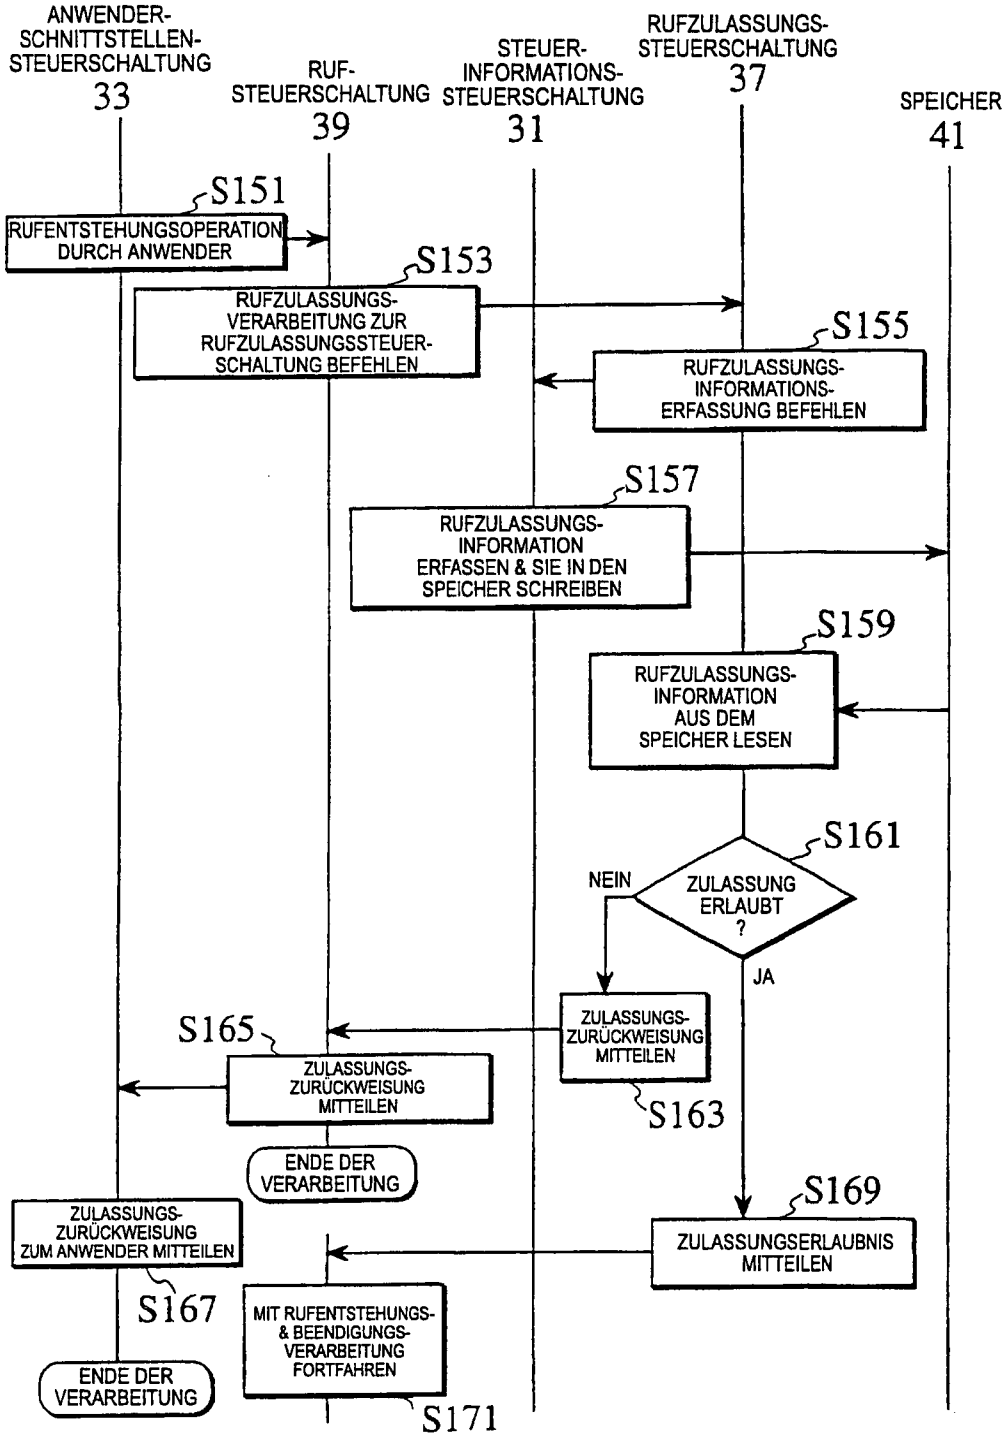 ANWENDER-
SCHNITTSTELLEN-
STEUERSCHALTUNG
33
RUF-
STEUERSCHALTUNG
39
STEUER-
INFORMATIONS-
STEUERSCHALTUNG
31
RUFZULASSUNGS-
STEUERSCHALTUNG
37
SPEICHER
41
S151
RUFENTSTEHUNGSOPERATION
DURCH ANWENDER
S153
RUFZULASSUNGS-
VERARBEITUNG ZUR
RUFZULASSUNGSSTEUER-
SCHALTUNG BEFEHLEN
S155
RUFZULASSUNGS-
INFORMATIONS-
ERFASSUNG BEFEHLEN
S157
RUFZULASSUNGS-
INFORMATION
ERFASSEN & SIE IN DEN
SPEICHER SCHREIBEN
S159
RUFZULASSUNGS-
INFORMATION
AUS DEM
SPEICHER LESEN
S161
ZULASSUNG
ERLAUBT
?
NEIN
JA
ZULASSUNGS-
ZURÜCKWEISUNG
MITTEILEN
S163
S165
ZULASSUNGS-
ZURÜCKWEISUNG
MITTEILEN
ENDE DER
VERARBEITUNG
ZULASSUNGS-
ZURÜCKWEISUNG
ZUM ANWENDER MITTEILEN
S167
ENDE DER
VERARBEITUNG
S169
ZULASSUNGSERLAUBNIS
MITTEILEN
MIT RUFENTSTEHUNGS-
& BEENDIGUNGS-
VERARBEITUNG
FORTFAHREN
S171